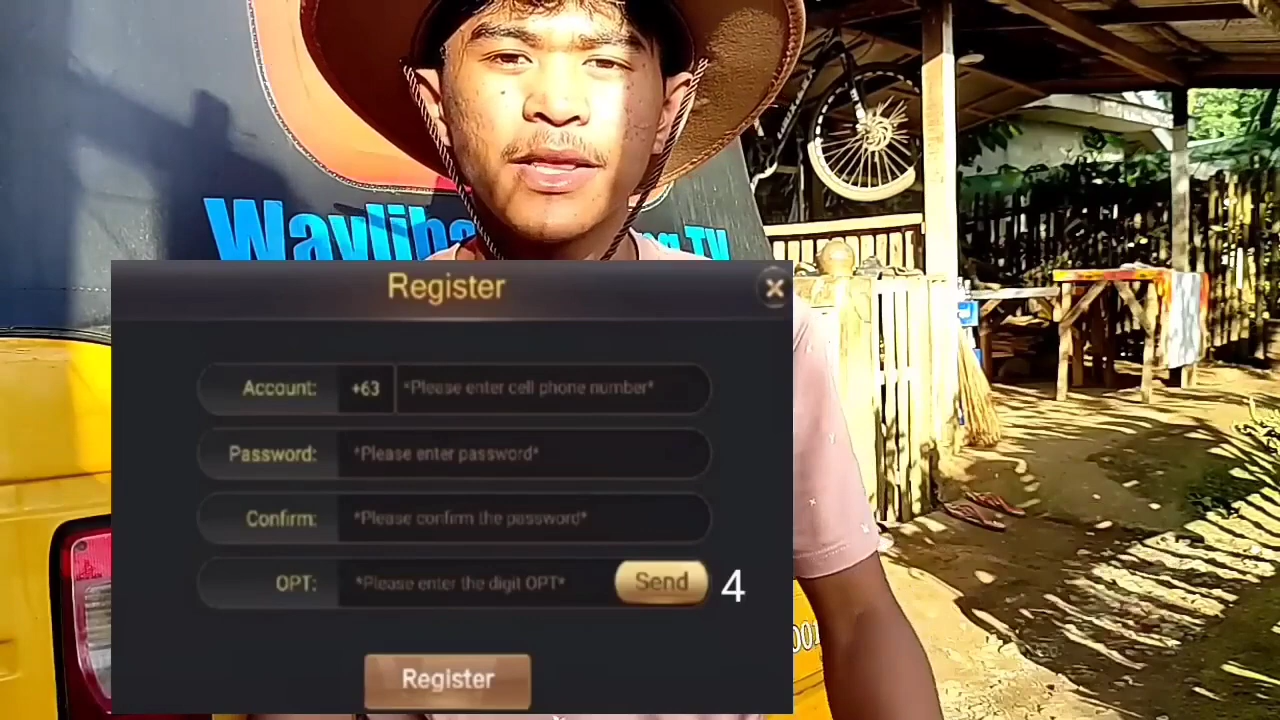 Register
Account: +63 *Please enter cell phone number*
Password: *Please enter password*
Confirm: *Please confirm the password*
OPT: *Please enter the digit OPT* Send 4
Register